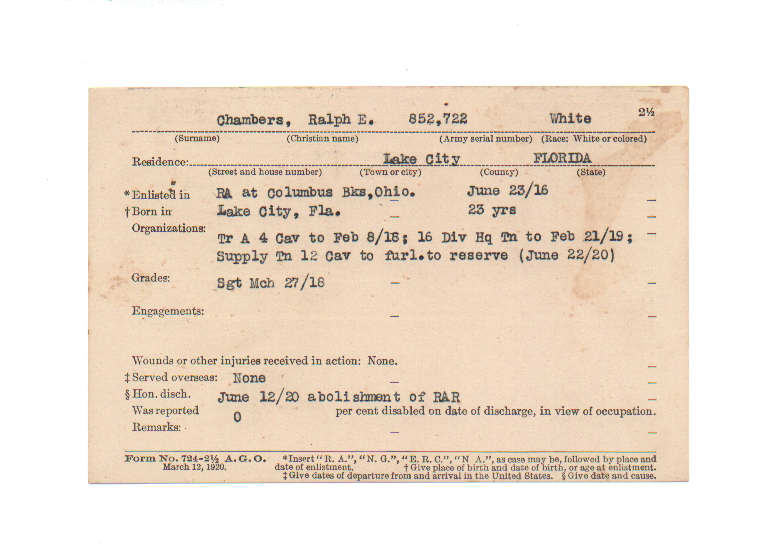 Chambers, Ralph E. 852,722 White 2½
(Surname) (Christian name) (Army serial number) (Race: White or colored)
Residence: Lake City FLORIDA
(Street and house number) (Town or city) (County) (State)
*Enlisted in RA at Columbus Bks,Ohio. June 23/16
†Born in Lake City, Fla. 23 yrs
Organizations:
Tr A 4 Cav to Feb 8/18; 16 Div Hq Tn to Feb 21/19;
Supply Tn 12 Cav to furl.to reserve (June 22/20)
Grades: Sgt Mch 27/18
Engagements:
Wounds or other injuries received in action: None.
‡Served overseas: None
§Hon. disch. June 12/20 abolishment of RAR
Was reported 0 per cent disabled on date of discharge, in view of occupation.
Remarks:
Form No. 724-2½ A. G. O. *Insert "R. A.", "N. G.", "E. R. C.", "N A.", as case may be, followed by place and
March 12, 1920. date of enlistment. †Give place of birth and date of birth, or age at enlistment.
‡Give dates of departure from and arrival in the United States. §Give date and cause.